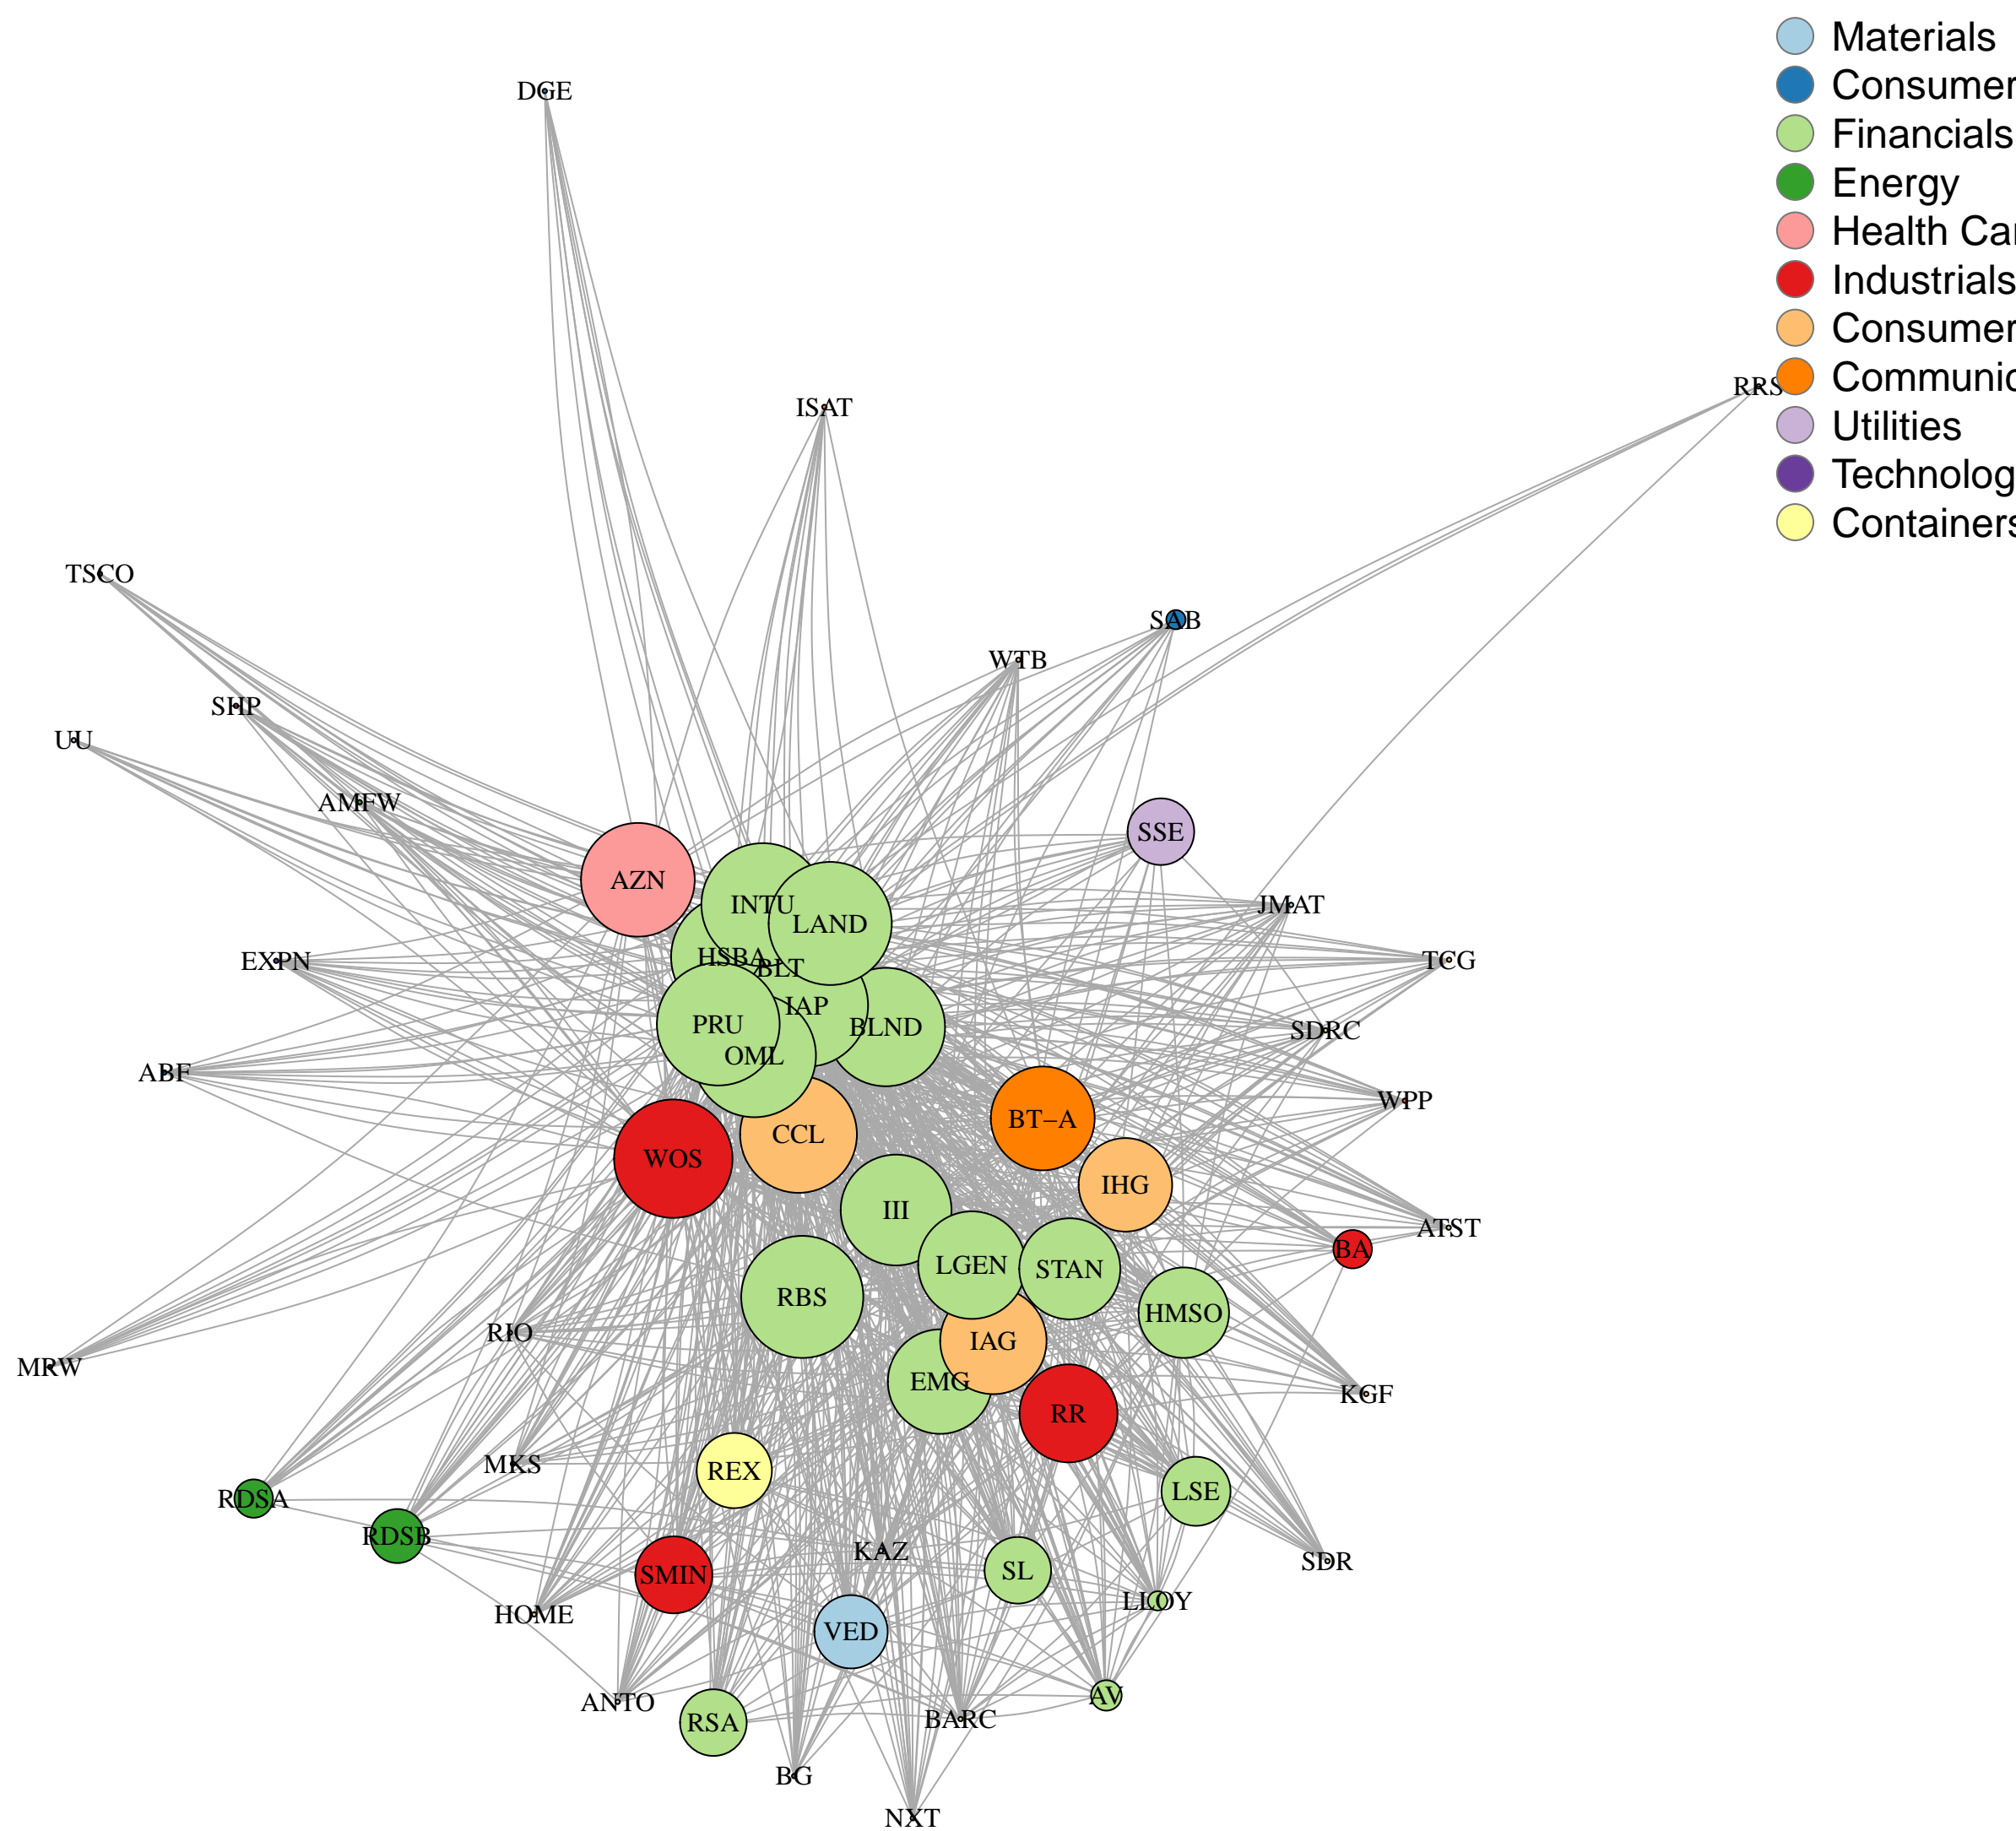 Materials
Consumer
Financials
Energy
Health Car
Industrials
Consumer
Communic
Utilities
Technolog
Containers
DGE
RRS
ISAT
TSCO
SAB
WTB
SHP
UU
AMFW
SSE
AZN
INTU
JMAT
LAND
HSBA
EXPN
TCG
BLT
IAP
PRU
BLND
SDRC
OML
ABF
WPP
BT−A
CCL
WOS
IHG
III
ATST
BA
LGEN
STAN
RBS
HMSO
RIO
IAG
MRW
EMG
KGF
RR
MKS
REX
LSE
RDSA
RDSB
KAZ
SDR
SL
SMIN
LLOY
HOME
VED
AV
ANTO
BARC
RSA
BG
NXT